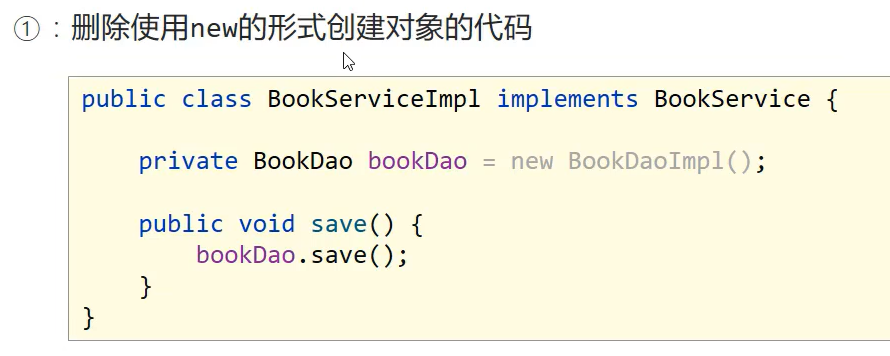 ①：删除使用new的形式创建对象的代码
public class BookServiceImpl implements BookService {
private BookDao bookDao = new BookDaoImpl();
public void save() {
bookDao.save();
}
}